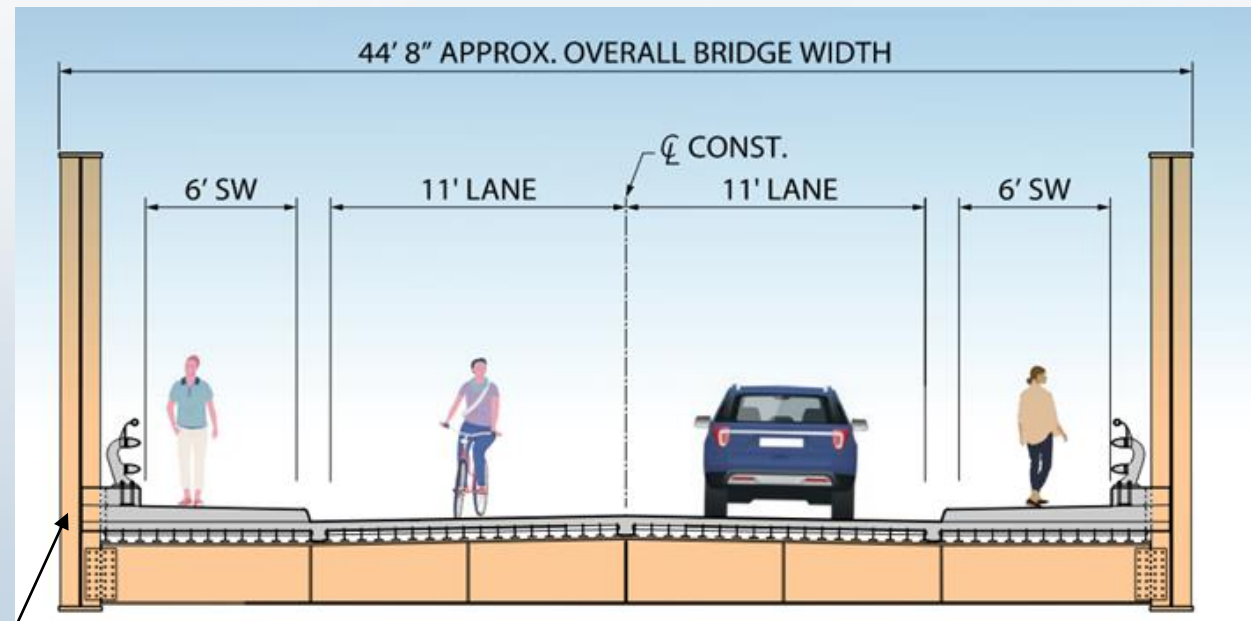 44' 8" APPROX. OVERALL BRIDGE WIDTH
℄ CONST.
6' SW 11' LANE 11' LANE 6' SW